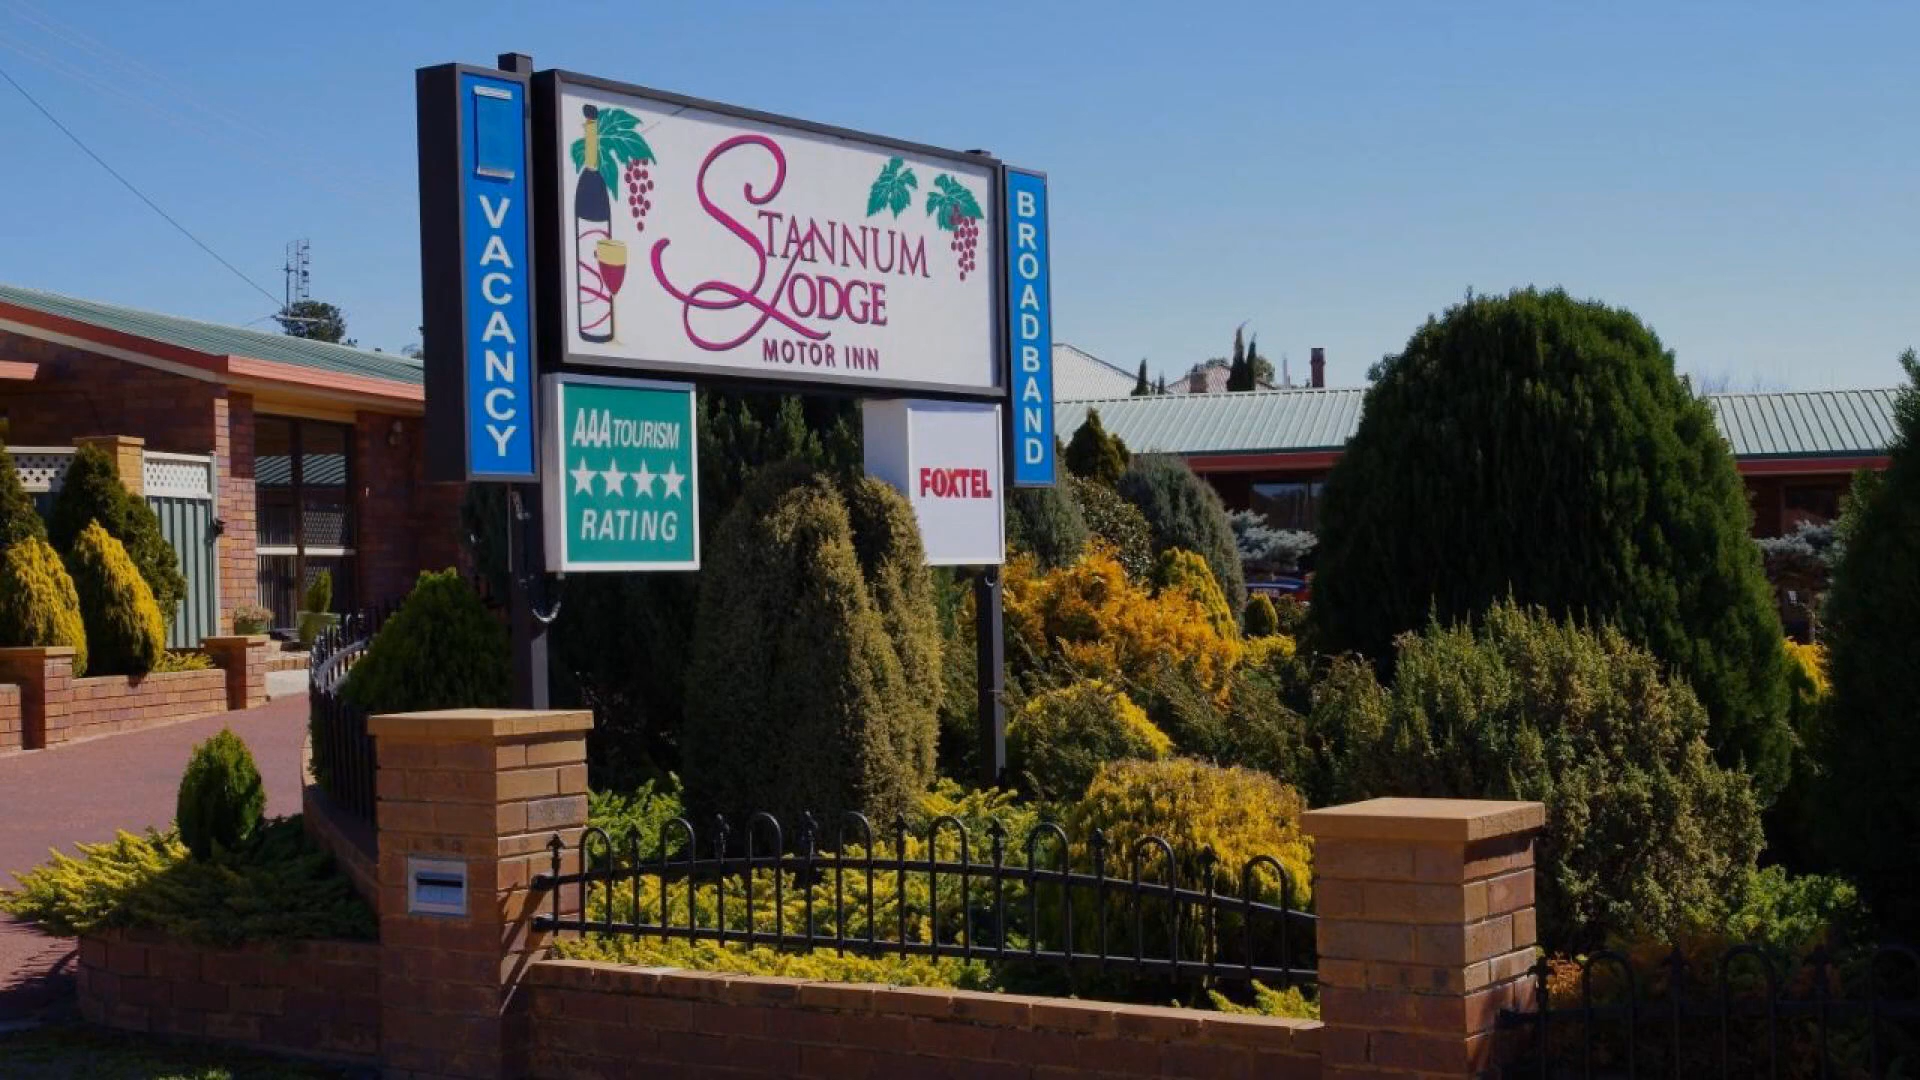 VACANCY
STANNUM
LODGE
MOTOR INN
BROADBAND
AAA TOURISM
RATING
FOXTEL